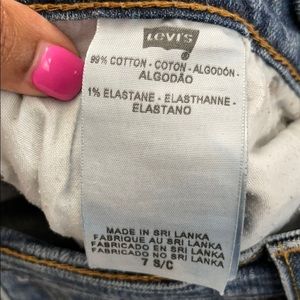 Levi's
99% COTTON - COTON - ALGODÓN -
ALGODÃO
1% ELASTANE - ELASTHANNE -
ELASTANO
MADE IN SRI LANKA
FABRIQUE AU SRI LANKA
FABRICADO EN SRI LANKA
FABRICADO NO SRI LANKA
7 S/C